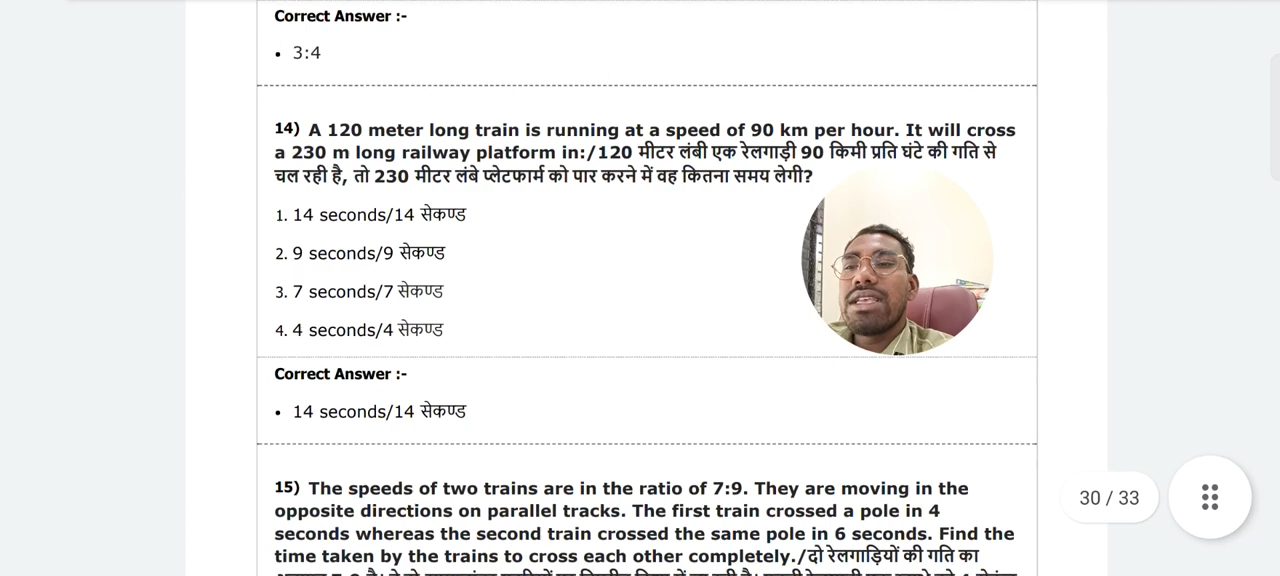 Correct Answer :-
• 3:4
14) A 120 meter long train is running at a speed of 90 km per hour. It will cross
a 230 m long railway platform in:/120 मीटर लंबी एक रेलगाड़ी 90 किमी प्रति घंटे की गति से
चल रही है, तो 230 मीटर लंबे प्लेटफार्म को पार करने में वह कितना समय लेगी?
1. 14 seconds/14 सेकण्ड
2. 9 seconds/9 सेकण्ड
3. 7 seconds/7 सेकण्ड
4. 4 seconds/4 सेकण्ड
Correct Answer :-
• 14 seconds/14 सेकण्ड
15) The speeds of two trains are in the ratio of 7:9. They are moving in the
opposite directions on parallel tracks. The first train crossed a pole in 4
seconds whereas the second train crossed the same pole in 6 seconds. Find the
time taken by the trains to cross each other completely./दो रेलगाड़ियों की गति का
30 / 33